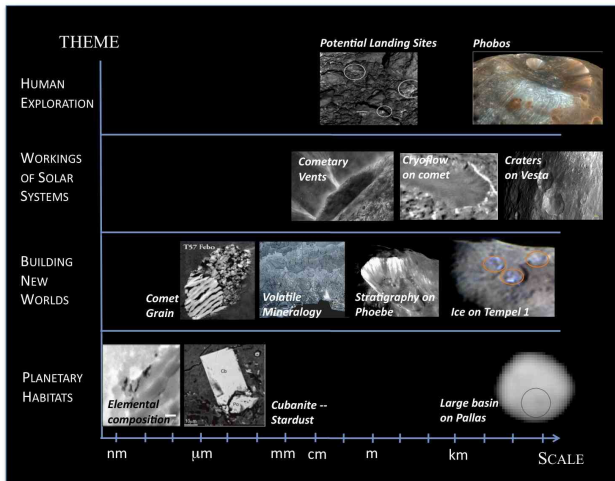 THEME
Potential Landing Sites
Phobos
HUMAN
EXPLORATION
WORKINGS
OF SOLAR
SYSTEMS
Cometary
Vents
Cryoflow
on comet
Craters
on Vesta
BUILDING
NEW
WORLDS
T57 Febo
Comet
Grain
Volatile
Mineralogy
Stratigraphy on
Phoebe
Ice on Tempel 1
PLANETARY
HABITATS
Elemental
composition
Cb
Cubanite --
Stardust
Large basin
on Pallas
nm
μm
mm
cm
m
km
SCALE